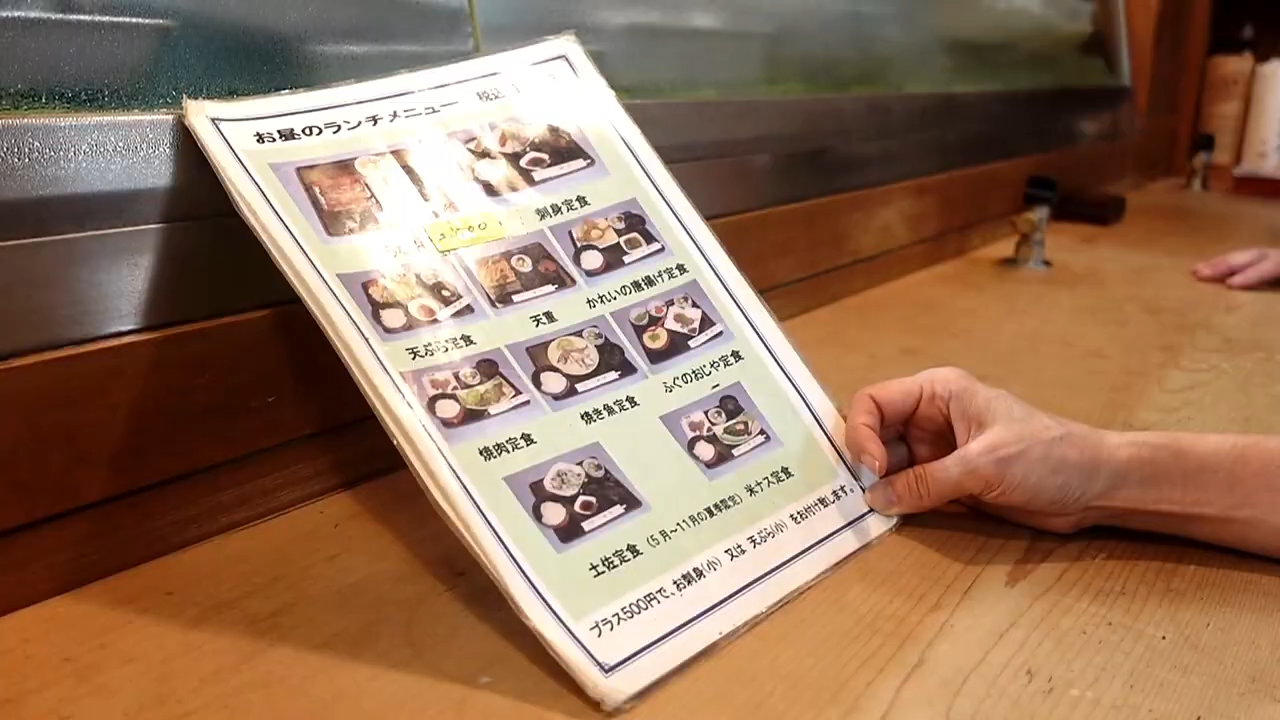 お昼のランチメニュー 税込
刺身定食
天ぷら定食
天重
かれいの唐揚げ定食
焼肉定食
焼き魚定食
ふぐのおじや定食
土佐定食
(5月～11月の夏季限定) 米ナス定食
プラス500円で、お刺身(小) 又は 天ぷら(小) をお付け致します。